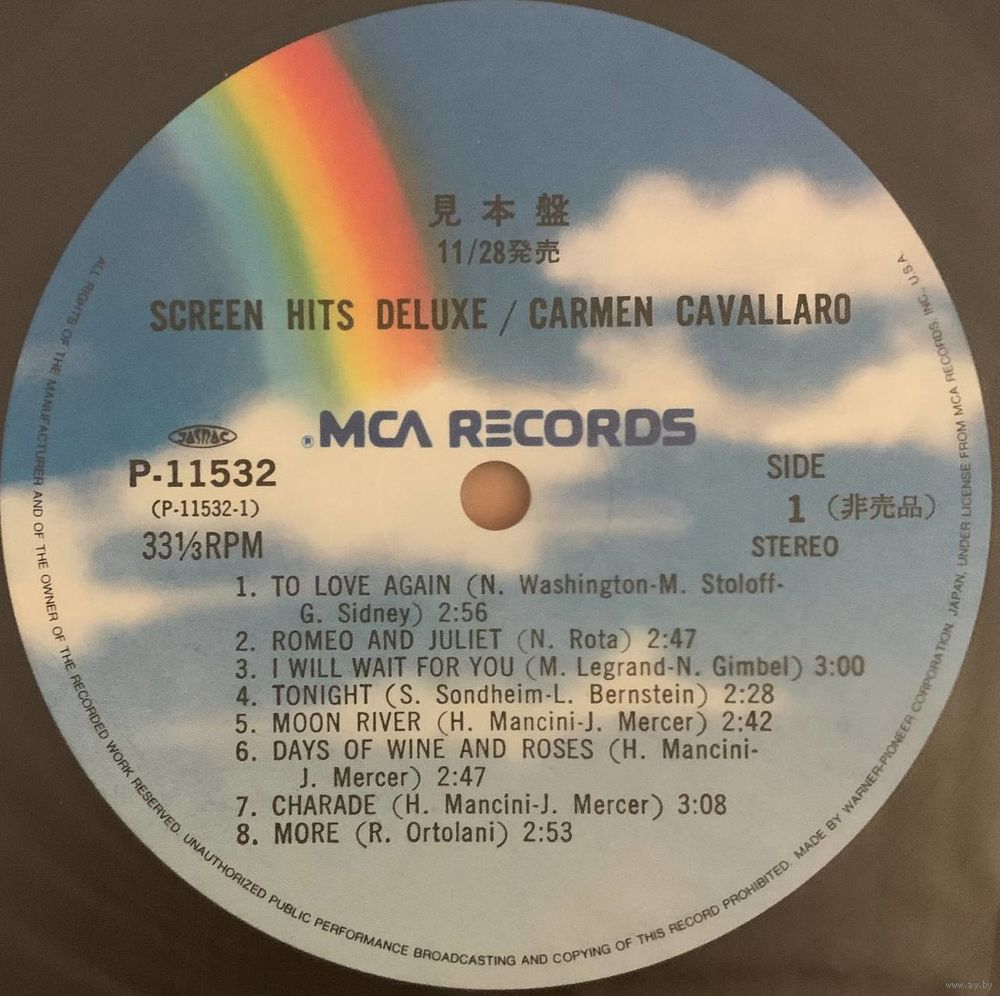 見本盤
11/28発売
SCREEN HITS DELUXE / CARMEN CAVALLARO
® MCA RECORDS
JASRAC
P-11532
(P-11532-1)
33⅓RPM
SIDE
1 (非売品)
STEREO
1. TO LOVE AGAIN (N. Washington-M. Stoloff-
G. Sidney) 2:56
2. ROMEO AND JULIET (N. Rota) 2:47
3. I WILL WAIT FOR YOU (M. Legrand-N. Gimbel) 3:00
4. TONIGHT (S. Sondheim-L. Bernstein) 2:28
5. MOON RIVER (H. Mancini-J. Mercer) 2:42
6. DAYS OF WINE AND ROSES (H. Mancini-
J. Mercer) 2:47
7. CHARADE (H. Mancini-J. Mercer) 3:08
8. MORE (R. Ortolani) 2:53
ALL RIGHTS OF THE MANUFACTURER AND OF THE OWNER OF THE RECORDED WORK RESERVED. UNAUTHORIZED PUBLIC PERFORMANCE BROADCASTING AND COPYING OF THIS RECORD PROHIBITED. MADE BY WARNER-PIONEER CORPORATION, JAPAN, UNDER LICENSE FROM MCA RECORDS, INC., U.S.A.
www.ay.by